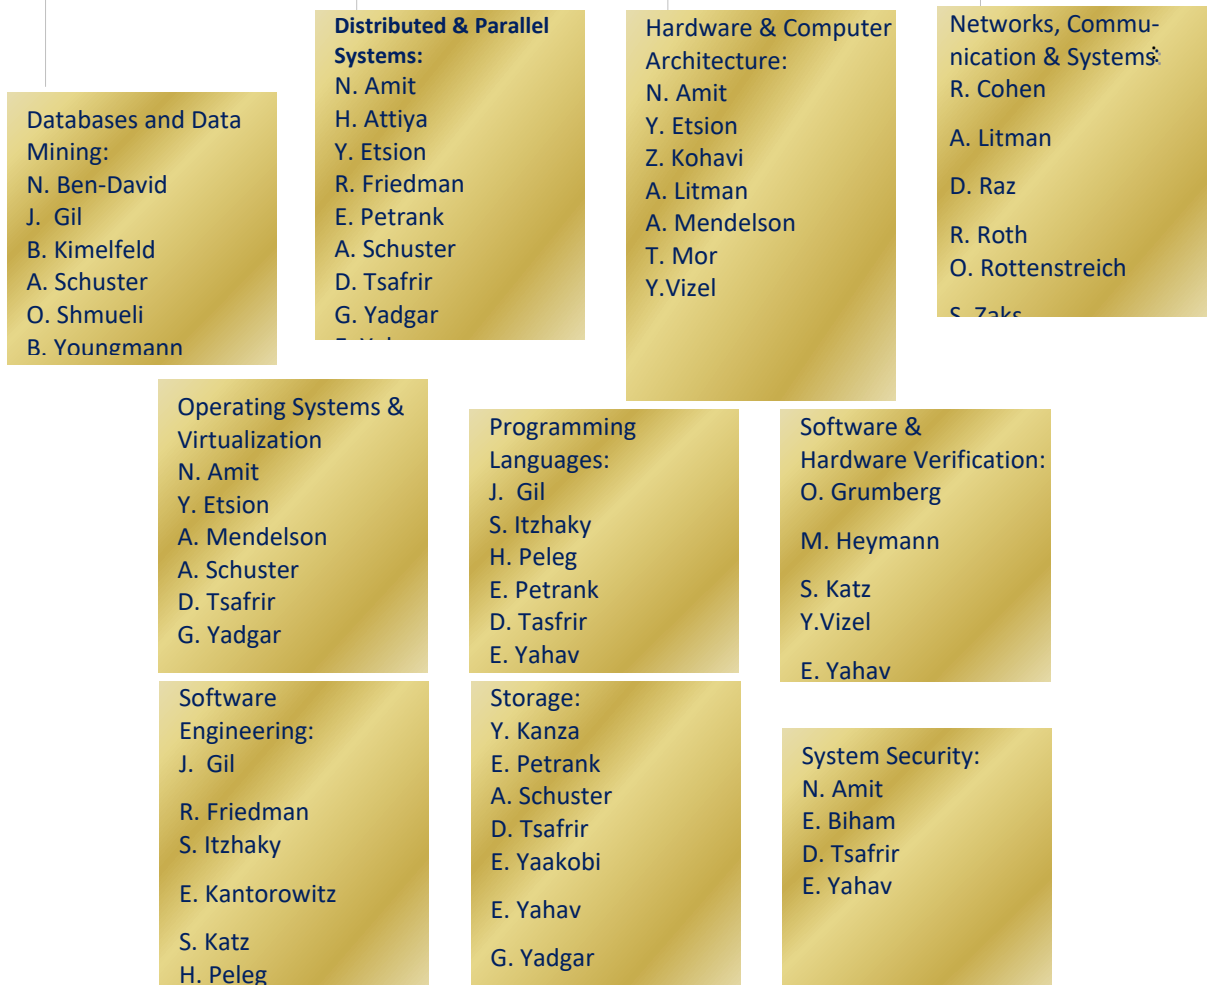 Databases and Data
Mining:
N. Ben-David
J. Gil
B. Kimelfeld
A. Schuster
O. Shmueli
B. Youngmann
Distributed & Parallel
Systems:
N. Amit
H. Attiya
Y. Etsion
R. Friedman
E. Petrank
A. Schuster
D. Tsafrir
G. Yadgar
Hardware & Computer
Architecture:
N. Amit
Y. Etsion
Z. Kohavi
A. Litman
A. Mendelson
T. Mor
Y.Vizel
Networks, Commu-
nication & Systems:
R. Cohen
A. Litman
D. Raz
R. Roth
O. Rottenstreich
S. Zaks
Operating Systems &
Virtualization
N. Amit
Y. Etsion
A. Mendelson
A. Schuster
D. Tsafrir
G. Yadgar
Programming
Languages:
J. Gil
S. Itzhaky
H. Peleg
E. Petrank
D. Tasfrir
E. Yahav
Software &
Hardware Verification:
O. Grumberg
M. Heymann
S. Katz
Y.Vizel
E. Yahav
Software
Engineering:
J. Gil
R. Friedman
S. Itzhaky
E. Kantorowitz
S. Katz
H. Peleg
Storage:
Y. Kanza
E. Petrank
A. Schuster
D. Tsafrir
E. Yaakobi
E. Yahav
G. Yadgar
System Security:
N. Amit
E. Biham
D. Tsafrir
E. Yahav